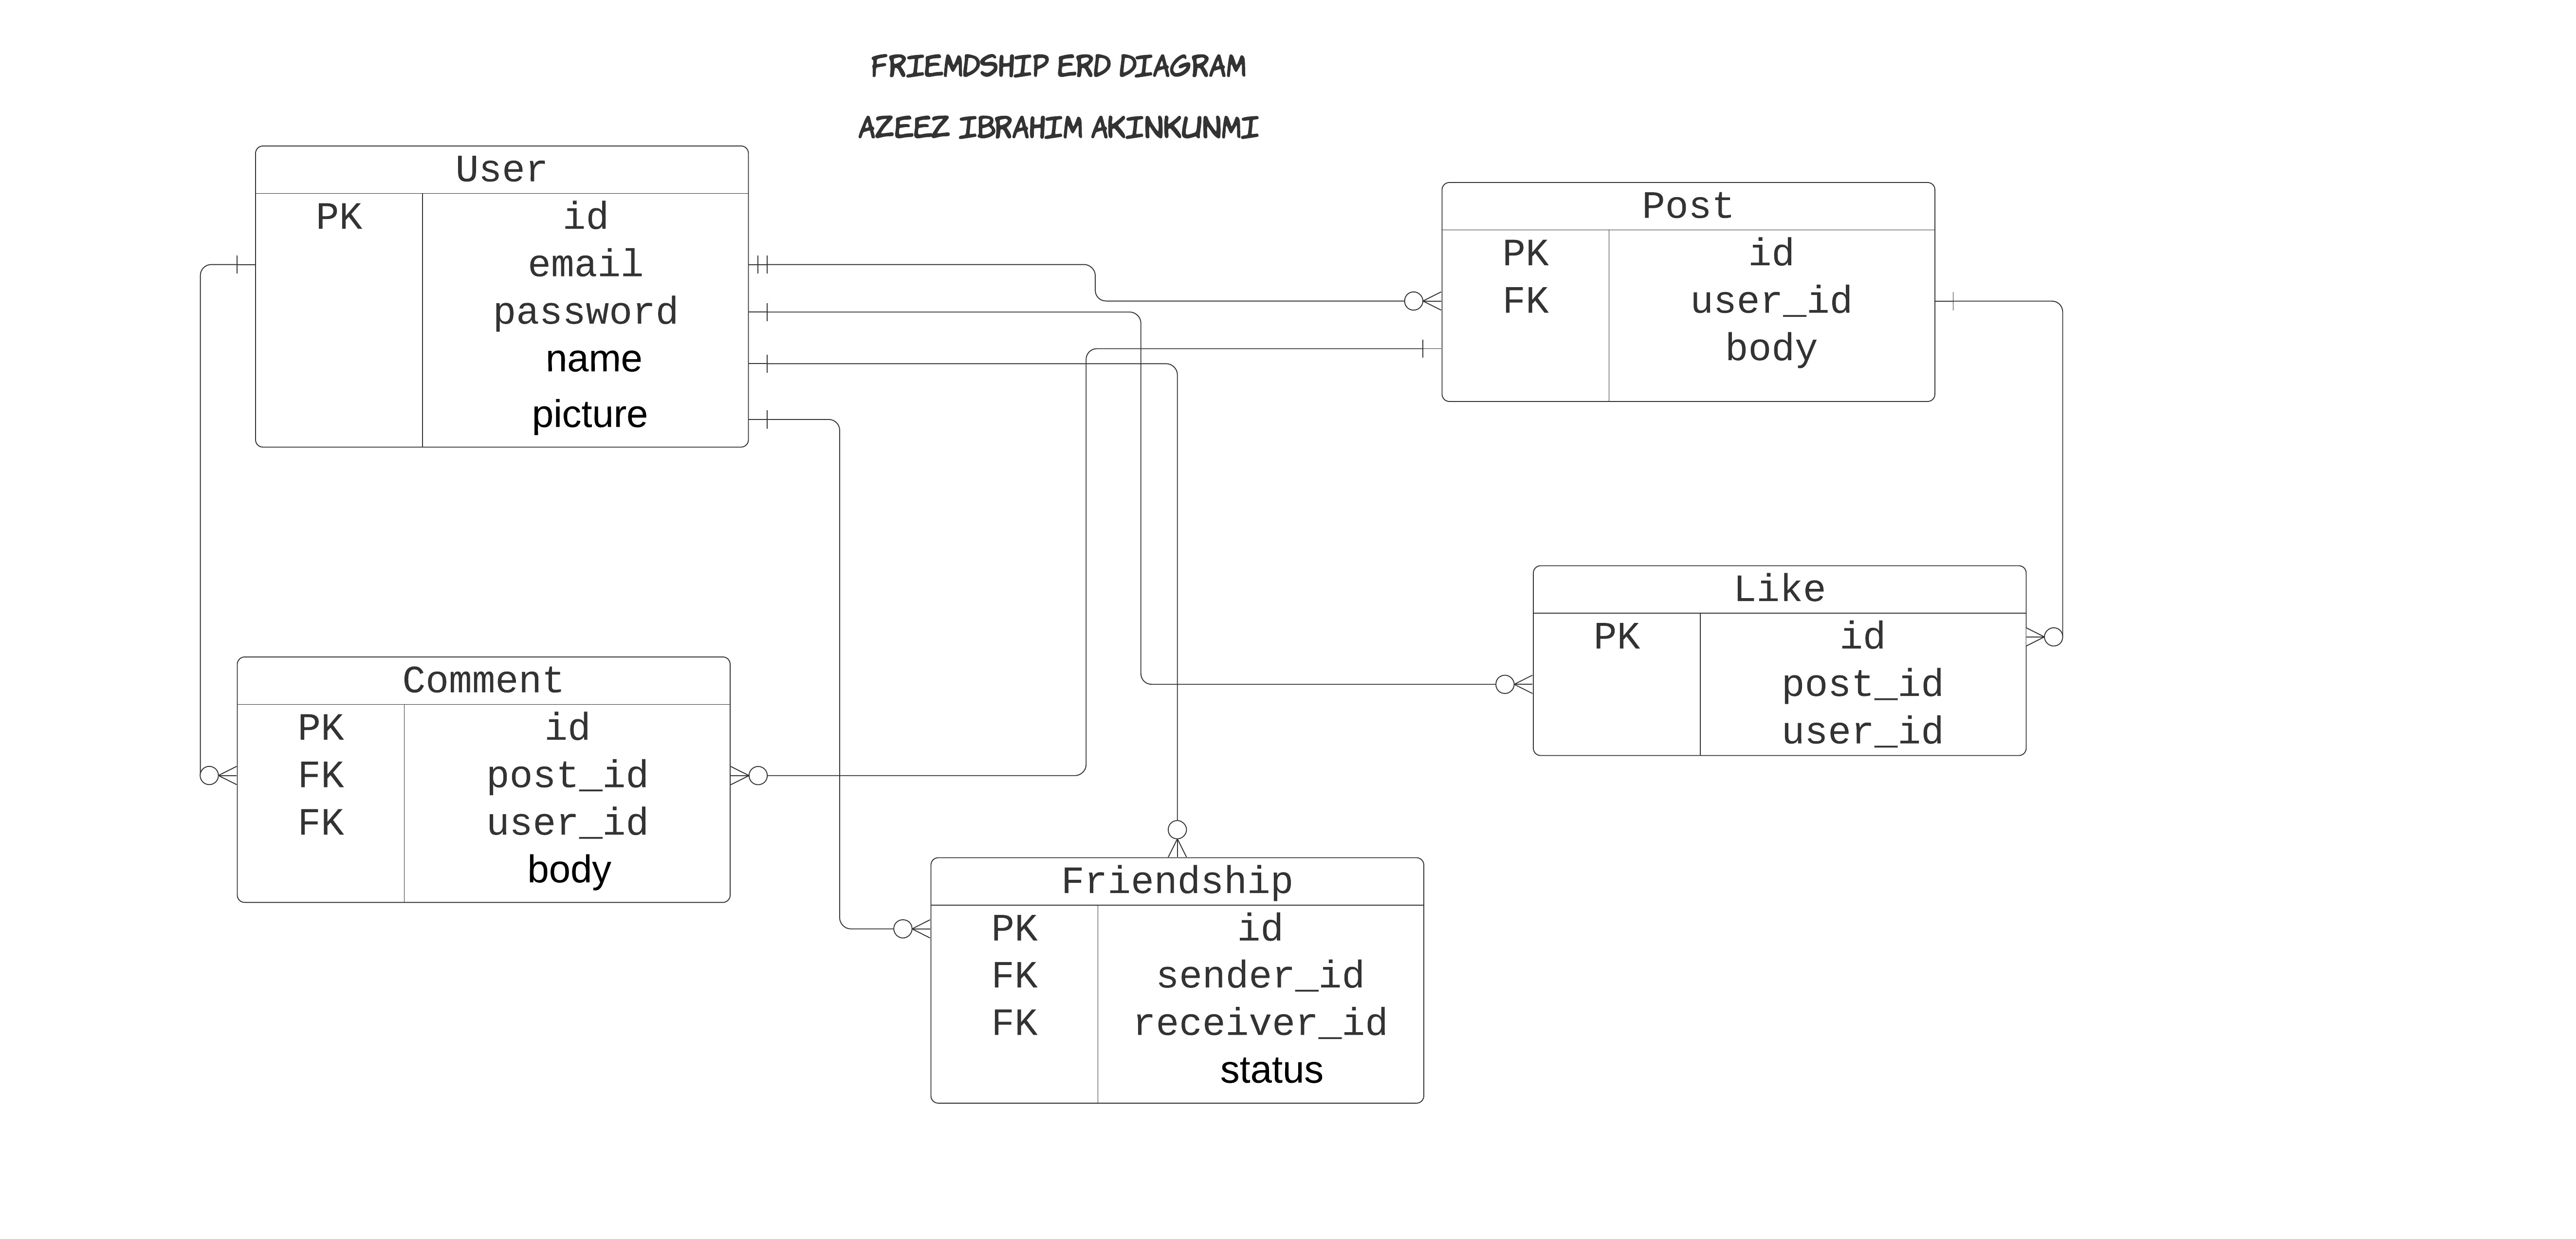 FRIEMDSHIP ERD DIAGRAM
AZEEZ IBRAHIM AKINKUNMI
User
PK id
email
password
name
picture
Post
PK id
FK user_id
body
Like
PK id
post_id
user_id
Comment
PK id
FK post_id
FK user_id
body
Friendship
PK id
FK sender_id
FK receiver_id
status